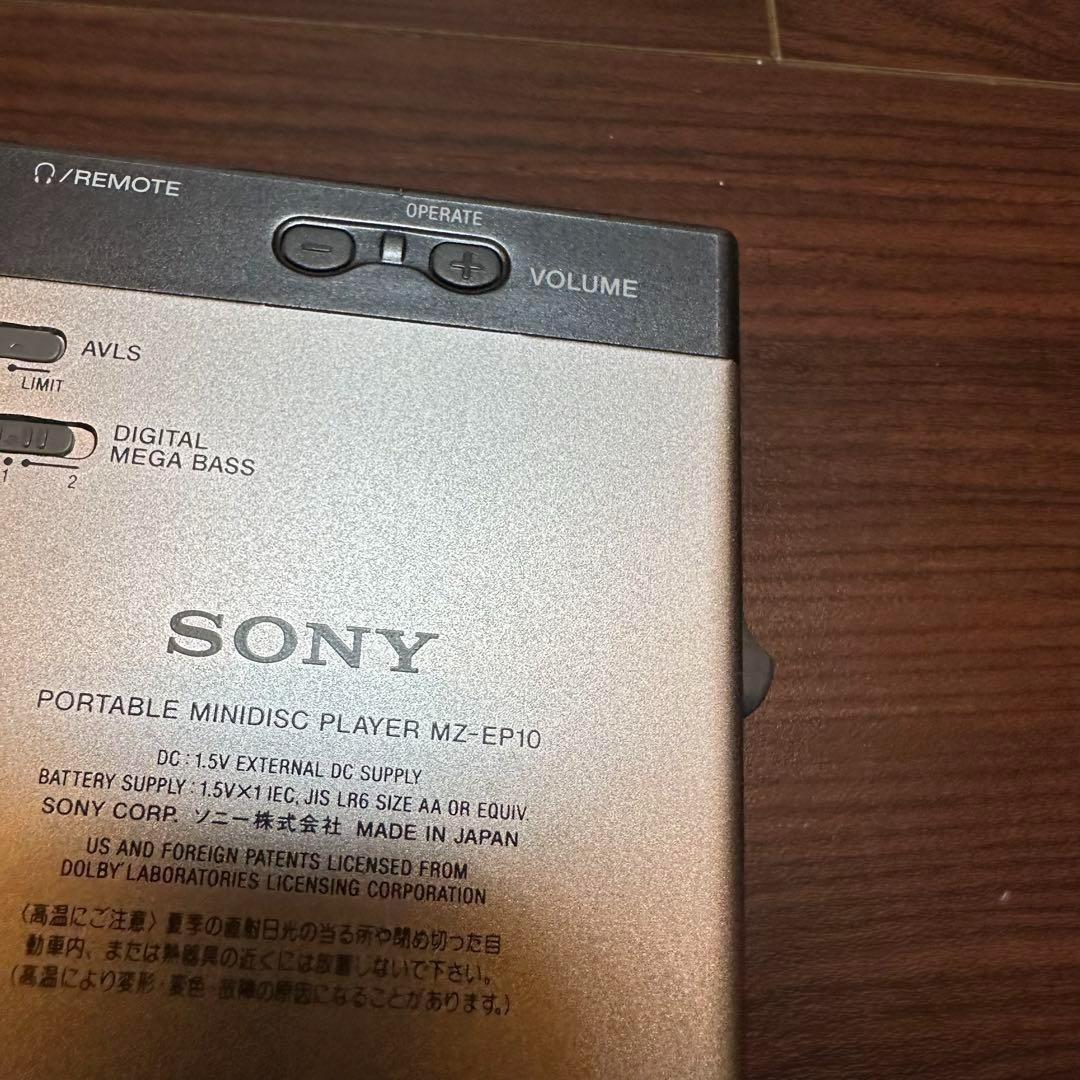 /REMOTE
OPERATE
− + VOLUME
AVLS
LIMIT
DIGITAL
MEGA BASS
1 2
SONY
PORTABLE MINIDISC PLAYER MZ-EP10
DC : 1.5V EXTERNAL DC SUPPLY
BATTERY SUPPLY : 1.5V×1 IEC, JIS LR6 SIZE AA OR EQUIV.
SONY CORP. ソニー株式会社 MADE IN JAPAN
US AND FOREIGN PATENTS LICENSED FROM
DOLBY LABORATORIES LICENSING CORPORATION
〈高温にご注意〉夏季の直射日光の当る所や閉め切った自
動車内、または熱器具の近くには放置しないで下さい。
(高温により変形・変色・故障の原因になることがあります。)